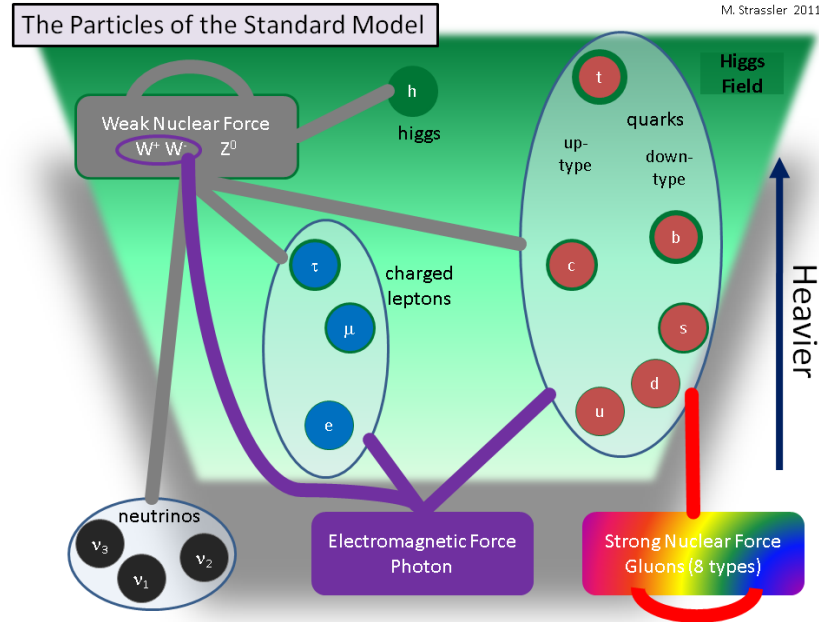 M. Strassler 2011
The Particles of the Standard Model
Higgs
Field
h
higgs
t
Weak Nuclear Force
W⁺ W⁻ Z⁰
quarks
up-
type
down-
type
b
c
τ
charged
leptons
μ
s
d
u
e
Heavier
neutrinos
ν₃
ν₂
ν₁
Electromagnetic Force
Photon
Strong Nuclear Force
Gluons (8 types)